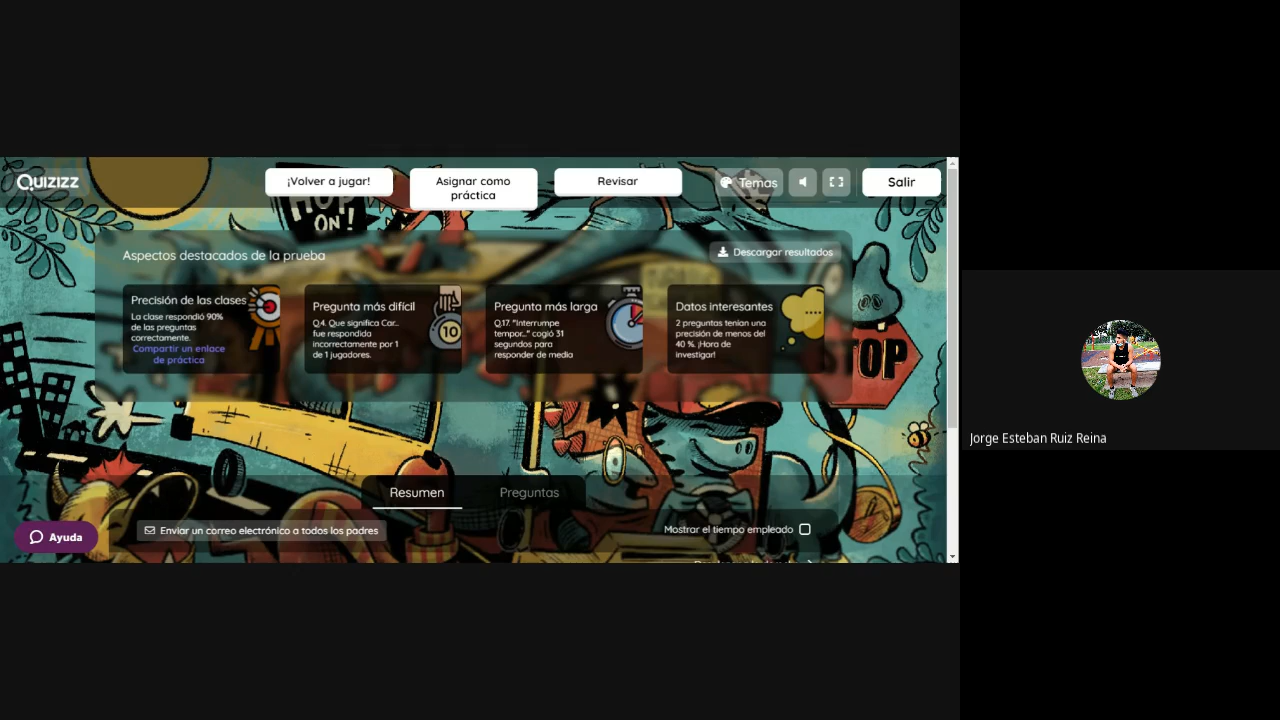 Quizizz
¡Volver a jugar!
Asignar como
práctica
Revisar
Temas
Salir
HOP
ON!
Aspectos destacados de la prueba
Descargar resultados
Precisión de las clases
La clase respondió 90%
de las preguntas
correctamente.
Compartir un enlace
de práctica
Pregunta más difícil
Q.4. Que significa Car...
fue respondida
incorrectamente por 1
de 1 jugadores.
10
Pregunta más larga
Q.17. "Interrumpe
tempor..." cogió 31
segundos para
responder de media
Datos interesantes
2 preguntas tenían una
precisión de menos del
40 %. ¡Hora de
investigar!
TOP
Resumen
Preguntas
Enviar un correo electrónico a todos los padres
Mostrar el tiempo empleado
Ayuda
Jorge Esteban Ruiz Reina